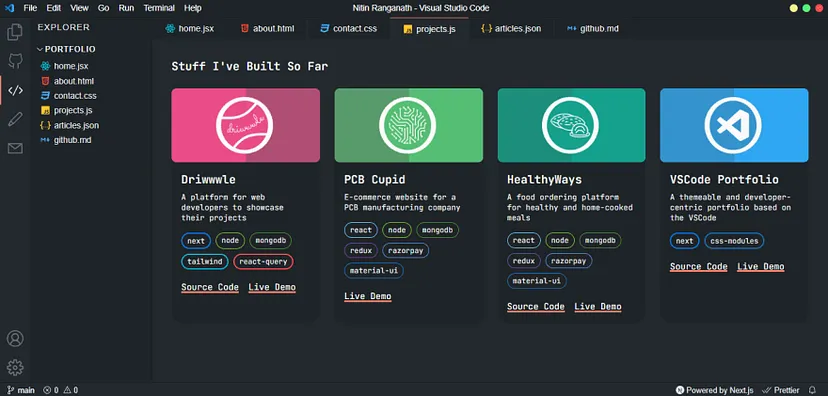 File Edit View Go Run Terminal Help
Nitin Ranganath - Visual Studio Code
EXPLORER
PORTFOLIO
home.jsx
about.html
contact.css
projects.js
articles.json
github.md
home.jsx about.html contact.css projects.js articles.json github.md
Stuff I've Built So Far
driwwwle
Driwwwle
A platform for web
developers to showcase
their projects
next node mongodb
tailwind react-query
Source Code Live Demo
PCB Cupid
E-commerce website for a
PCB manufacturing company
react node mongodb
redux razorpay
material-ui
Live Demo
HealthyWays
A food ordering platform
for healthy and home-cooked
meals
react node mongodb
redux razorpay
material-ui
Source Code Live Demo
VSCode Portfolio
A themeable and developer-
centric portfolio based on
the VSCode
next css-modules
Source Code Live Demo
main 0 0
Powered by Next.js Prettier